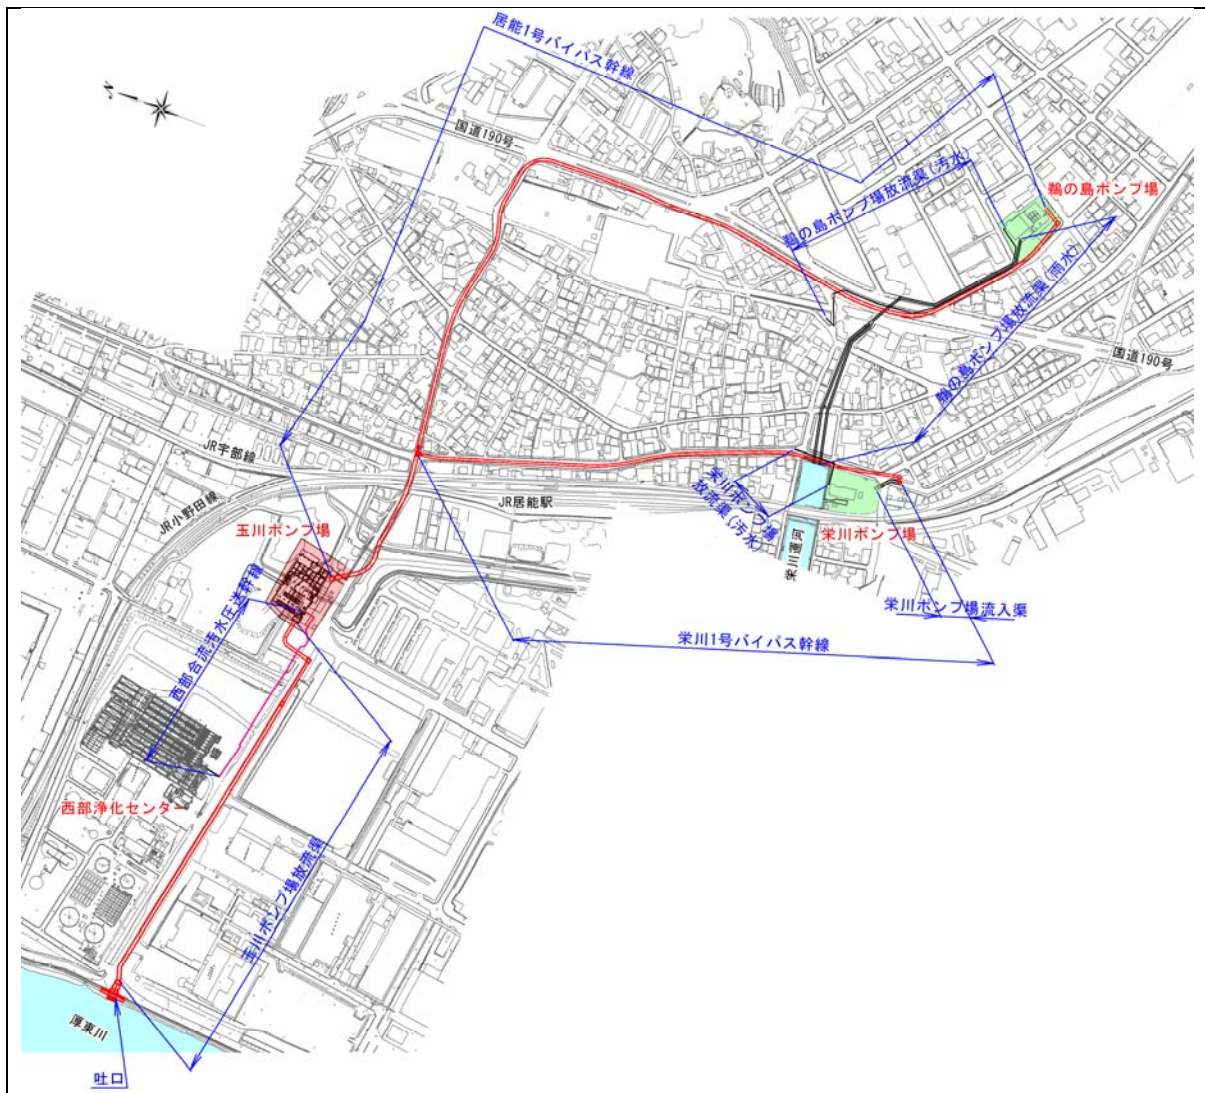 居能1号バイパス幹線
N
国道190号
鵜の島ポンプ場放流渠(汚水)
鵜の島ポンプ場
鵜の島ポンプ場放流渠(雨水)
国道190号
JR宇部線
JR小野田線
JR居能駅
栄川ポンプ場
放流渠(汚水)
栄川運河
栄川ポンプ場
玉川ポンプ場
栄川ポンプ場流入渠
栄川1号バイパス幹線
西部合流汚水圧送幹線
西部浄化センター
玉川ポンプ場放流渠
厚東川
吐口